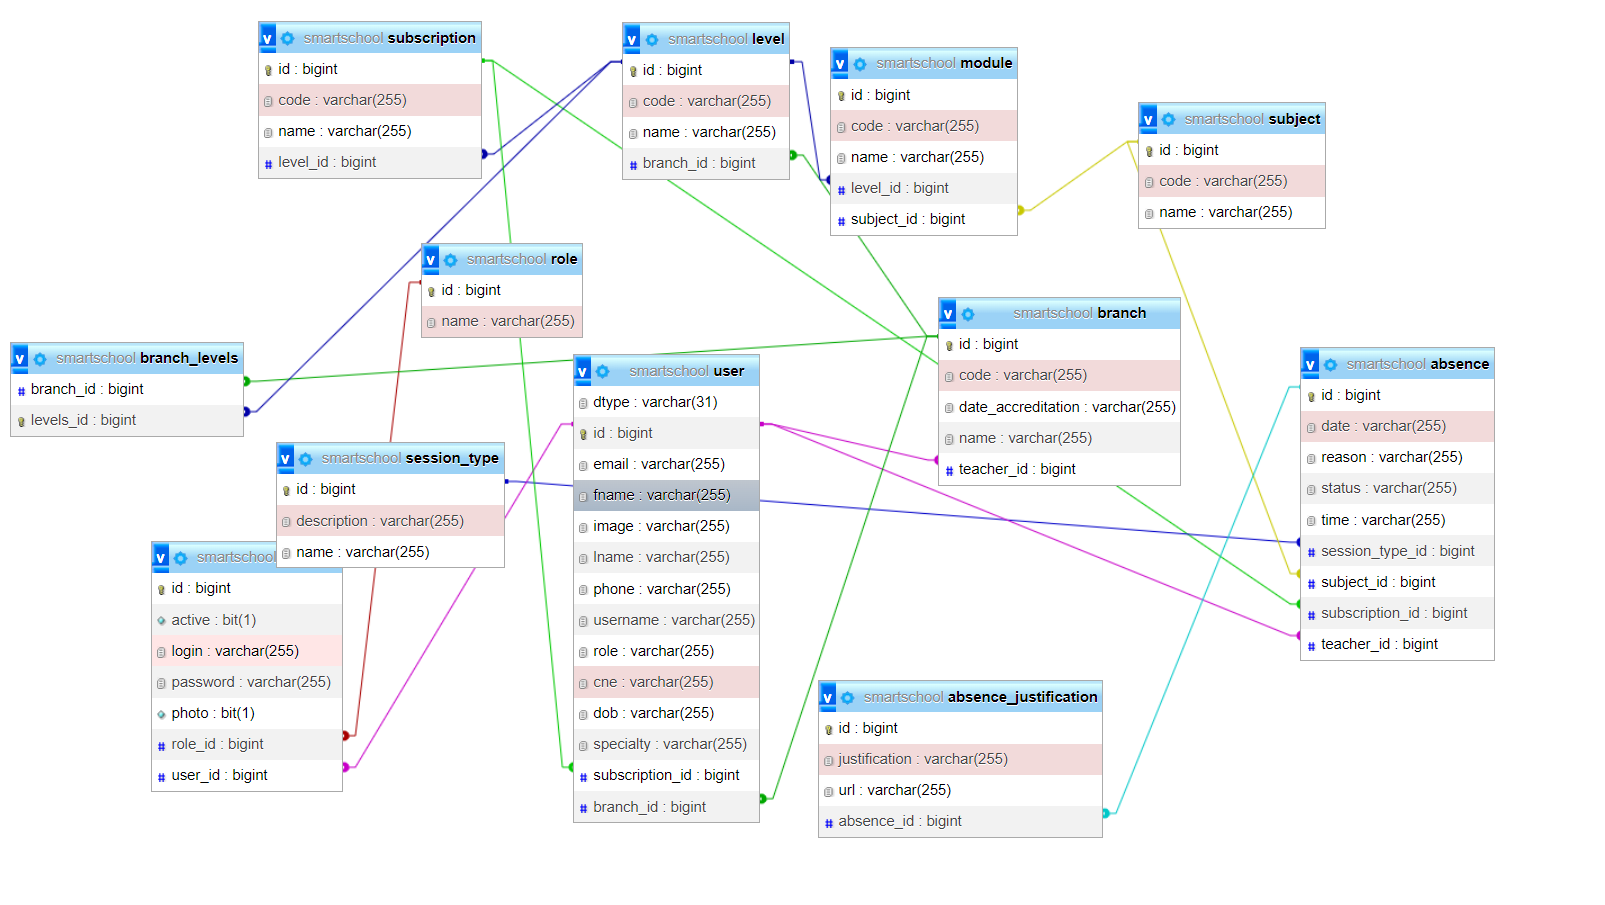 smartschool subscription
id : bigint
code : varchar(255)
name : varchar(255)
level_id : bigint
smartschool level
id : bigint
code : varchar(255)
name : varchar(255)
branch_id : bigint
smartschool module
id : bigint
code : varchar(255)
name : varchar(255)
level_id : bigint
subject_id : bigint
smartschool subject
id : bigint
code : varchar(255)
name : varchar(255)
smartschool role
id : bigint
name : varchar(255)
smartschool branch_levels
branch_id : bigint
levels_id : bigint
smartschool user
dtype : varchar(31)
id : bigint
email : varchar(255)
fname : varchar(255)
image : varchar(255)
lname : varchar(255)
phone : varchar(255)
username : varchar(255)
role : varchar(255)
cne : varchar(255)
dob : varchar(255)
specialty : varchar(255)
subscription_id : bigint
branch_id : bigint
smartschool branch
id : bigint
code : varchar(255)
date_accreditation : varchar(255)
name : varchar(255)
teacher_id : bigint
smartschool absence
id : bigint
date : varchar(255)
reason : varchar(255)
status : varchar(255)
time : varchar(255)
session_type_id : bigint
subject_id : bigint
subscription_id : bigint
teacher_id : bigint
smartschool session_type
id : bigint
description : varchar(255)
name : varchar(255)
smartschool
id : bigint
active : bit(1)
login : varchar(255)
password : varchar(255)
photo : bit(1)
role_id : bigint
user_id : bigint
smartschool absence_justification
id : bigint
justification : varchar(255)
url : varchar(255)
absence_id : bigint